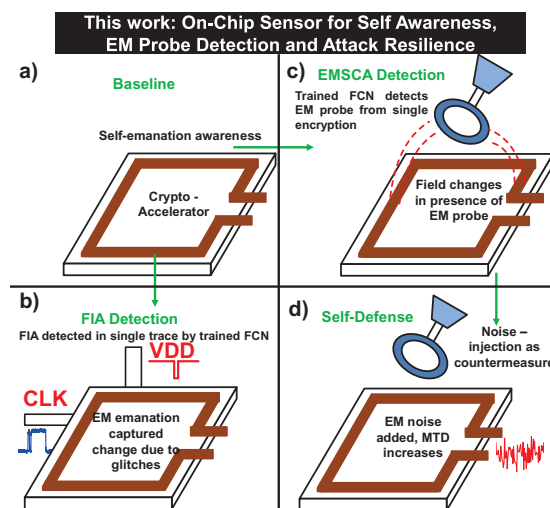 This work: On-Chip Sensor for Self Awareness,
EM Probe Detection and Attack Resilience
a)
Baseline
Self-emanation awareness
Crypto -
Accelerator
c)
EMSCA Detection
Trained FCN detects
EM probe from single
encryption
Field changes
in presence of
EM probe
b)
FIA Detection
FIA detected in single trace by trained FCN
VDD
CLK
EM emanation
captured
change due to
glitches
d)
Self-Defense
Noise –
injection as
countermeasure
EM noise
added, MTD
increases